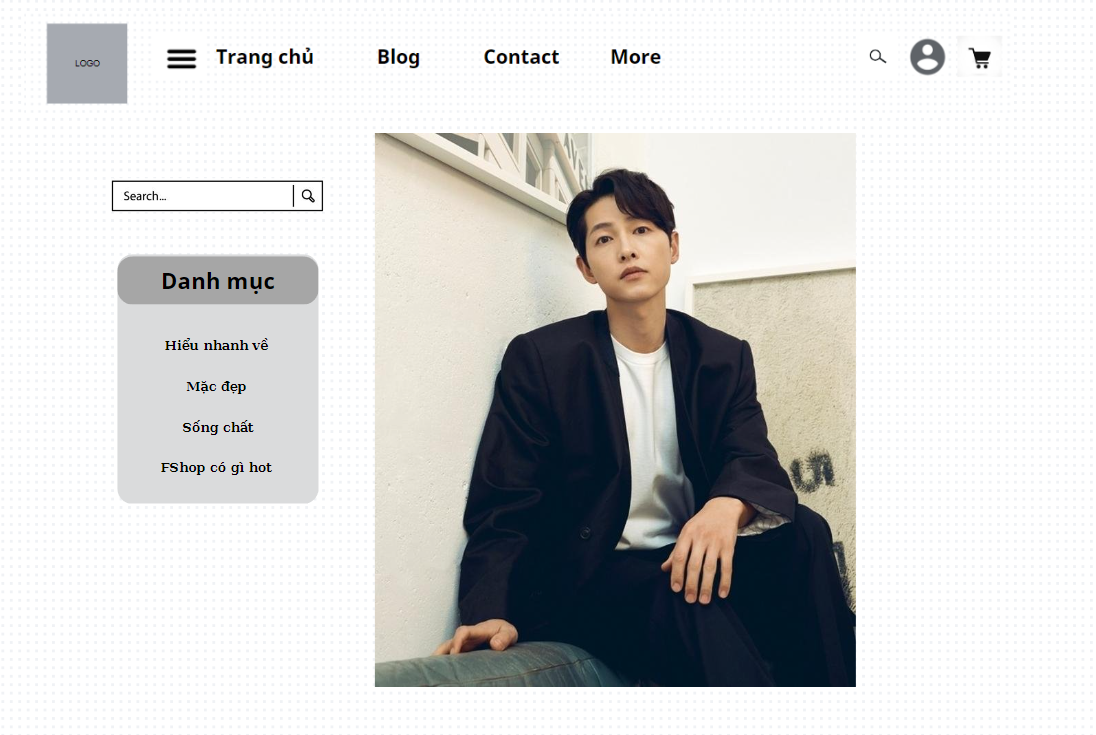 LOGO
Trang chủ
Blog
Contact
More
Search...
Danh mục
Hiểu nhanh về
Mặc đẹp
Sống chất
FShop có gì hot